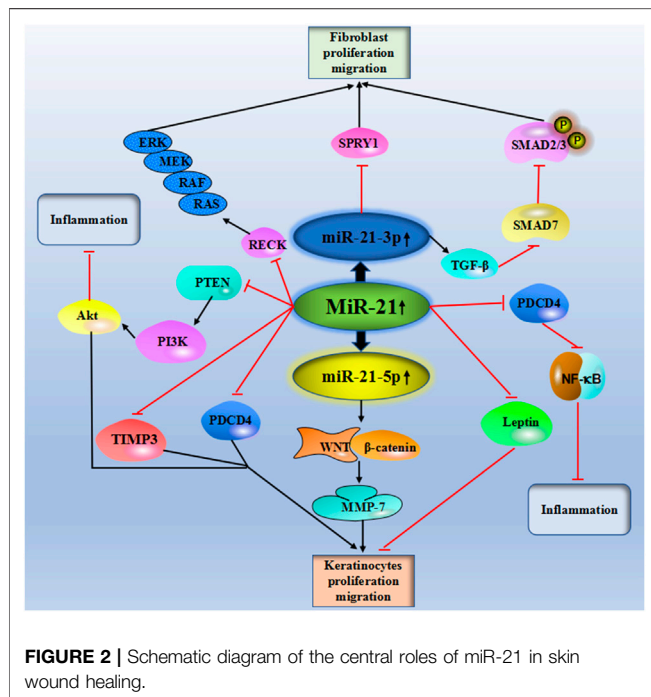 Fibroblast
proliferation
migration
ERK
MEK
RAF
RAS
SPRY1
P
P
SMAD2/3
Inflammation
SMAD7
RECK
miR-21-3p↑
TGF-β
PTEN
Akt
PI3K
MiR-21↑
PDCD4
NF-κB
miR-21-5p↑
TIMP3
PDCD4
Leptin
WNT
β-catenin
MMP-7
Inflammation
Keratinocytes
proliferation
migration
FIGURE 2 | Schematic diagram of the central roles of miR-21 in skin
wound healing.